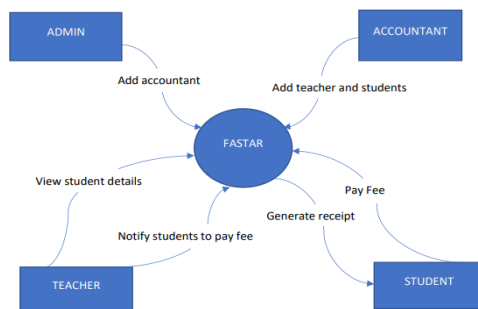 ADMIN
ACCOUNTANT
Add accountant
Add teacher and students
FASTAR
View student details
Pay Fee
Generate receipt
Notify students to pay fee
TEACHER
STUDENT